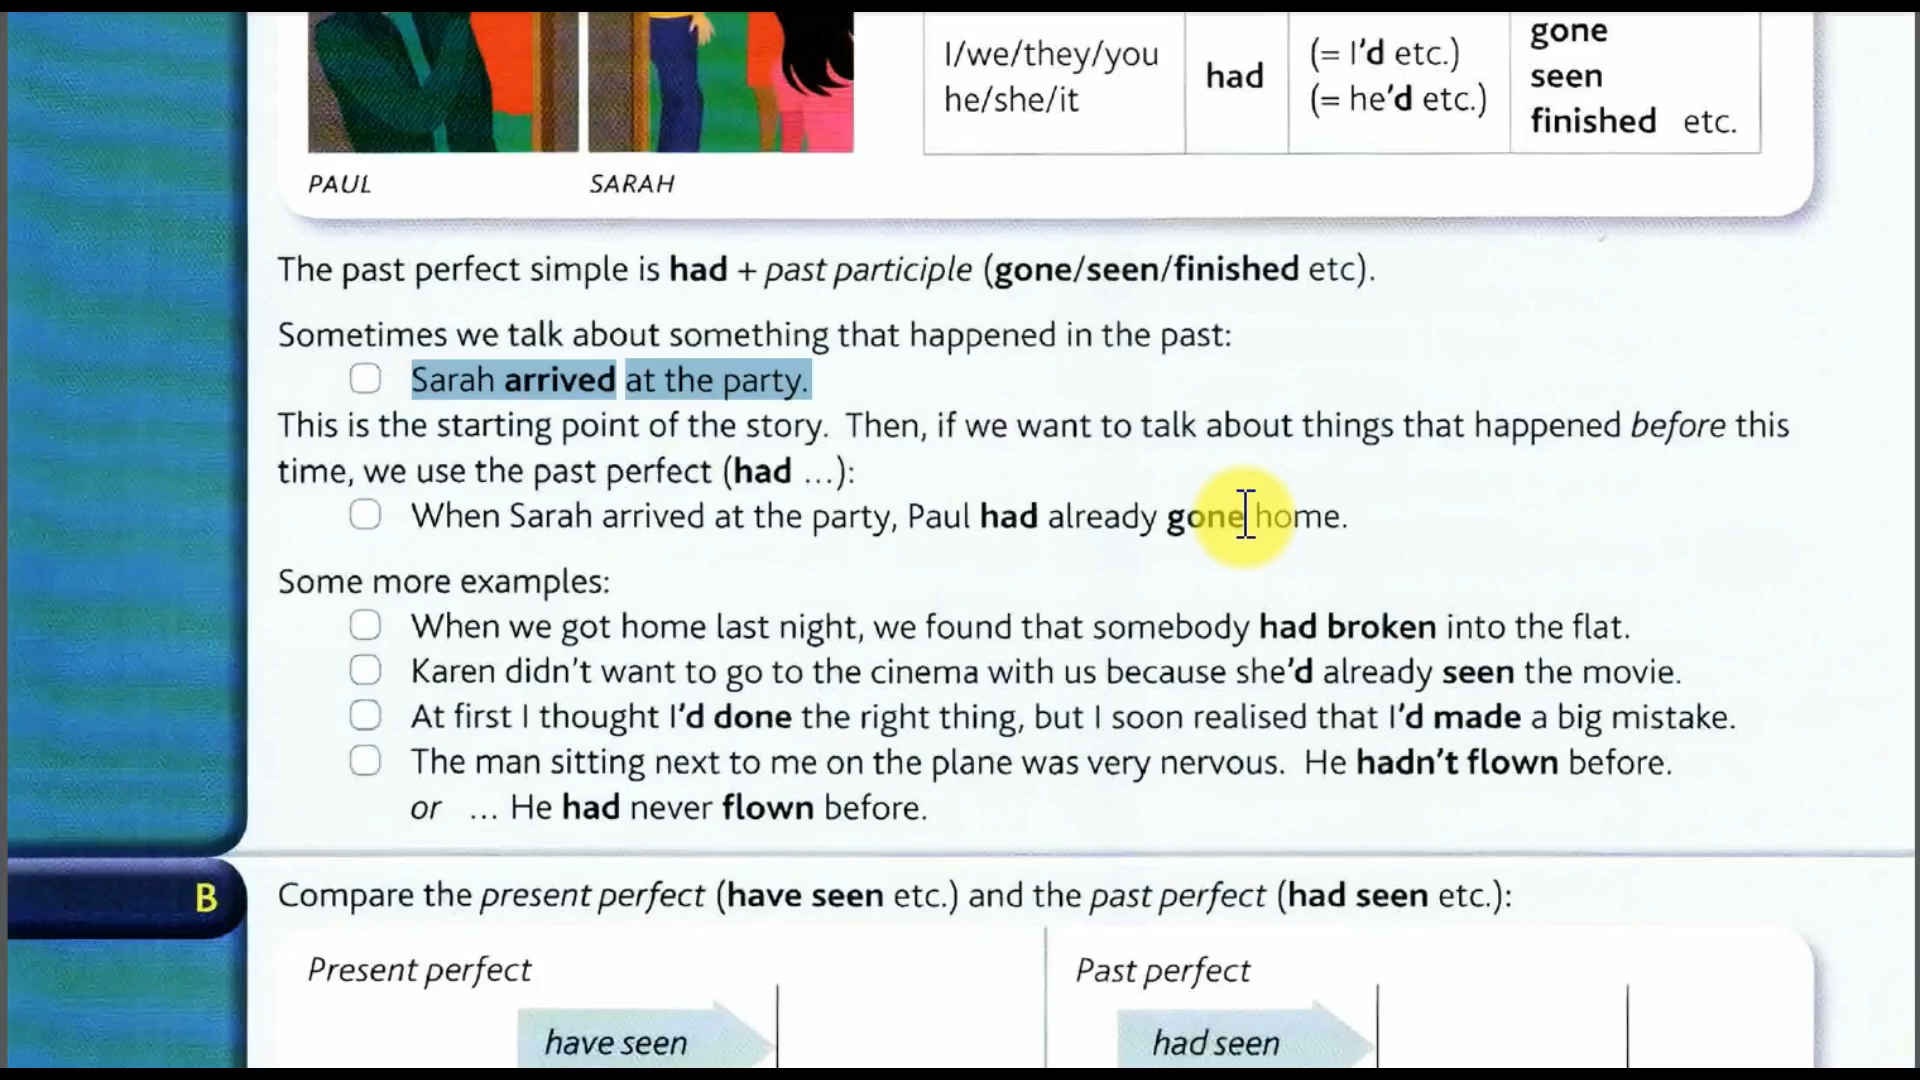 I/we/they/you
he/she/it
had
(= I'd etc.)
(= he'd etc.)
gone
seen
finished etc.
PAUL
SARAH
The past perfect simple is had + past participle (gone/seen/finished etc).
Sometimes we talk about something that happened in the past:
Sarah arrived at the party.
This is the starting point of the story. Then, if we want to talk about things that happened before this
time, we use the past perfect (had ...):
When Sarah arrived at the party, Paul had already gone home.
Some more examples:
When we got home last night, we found that somebody had broken into the flat.
Karen didn't want to go to the cinema with us because she'd already seen the movie.
At first I thought I'd done the right thing, but I soon realised that I'd made a big mistake.
The man sitting next to me on the plane was very nervous. He hadn't flown before.
or ... He had never flown before.
B
Compare the present perfect (have seen etc.) and the past perfect (had seen etc.):
Present perfect
Past perfect
have seen
had seen